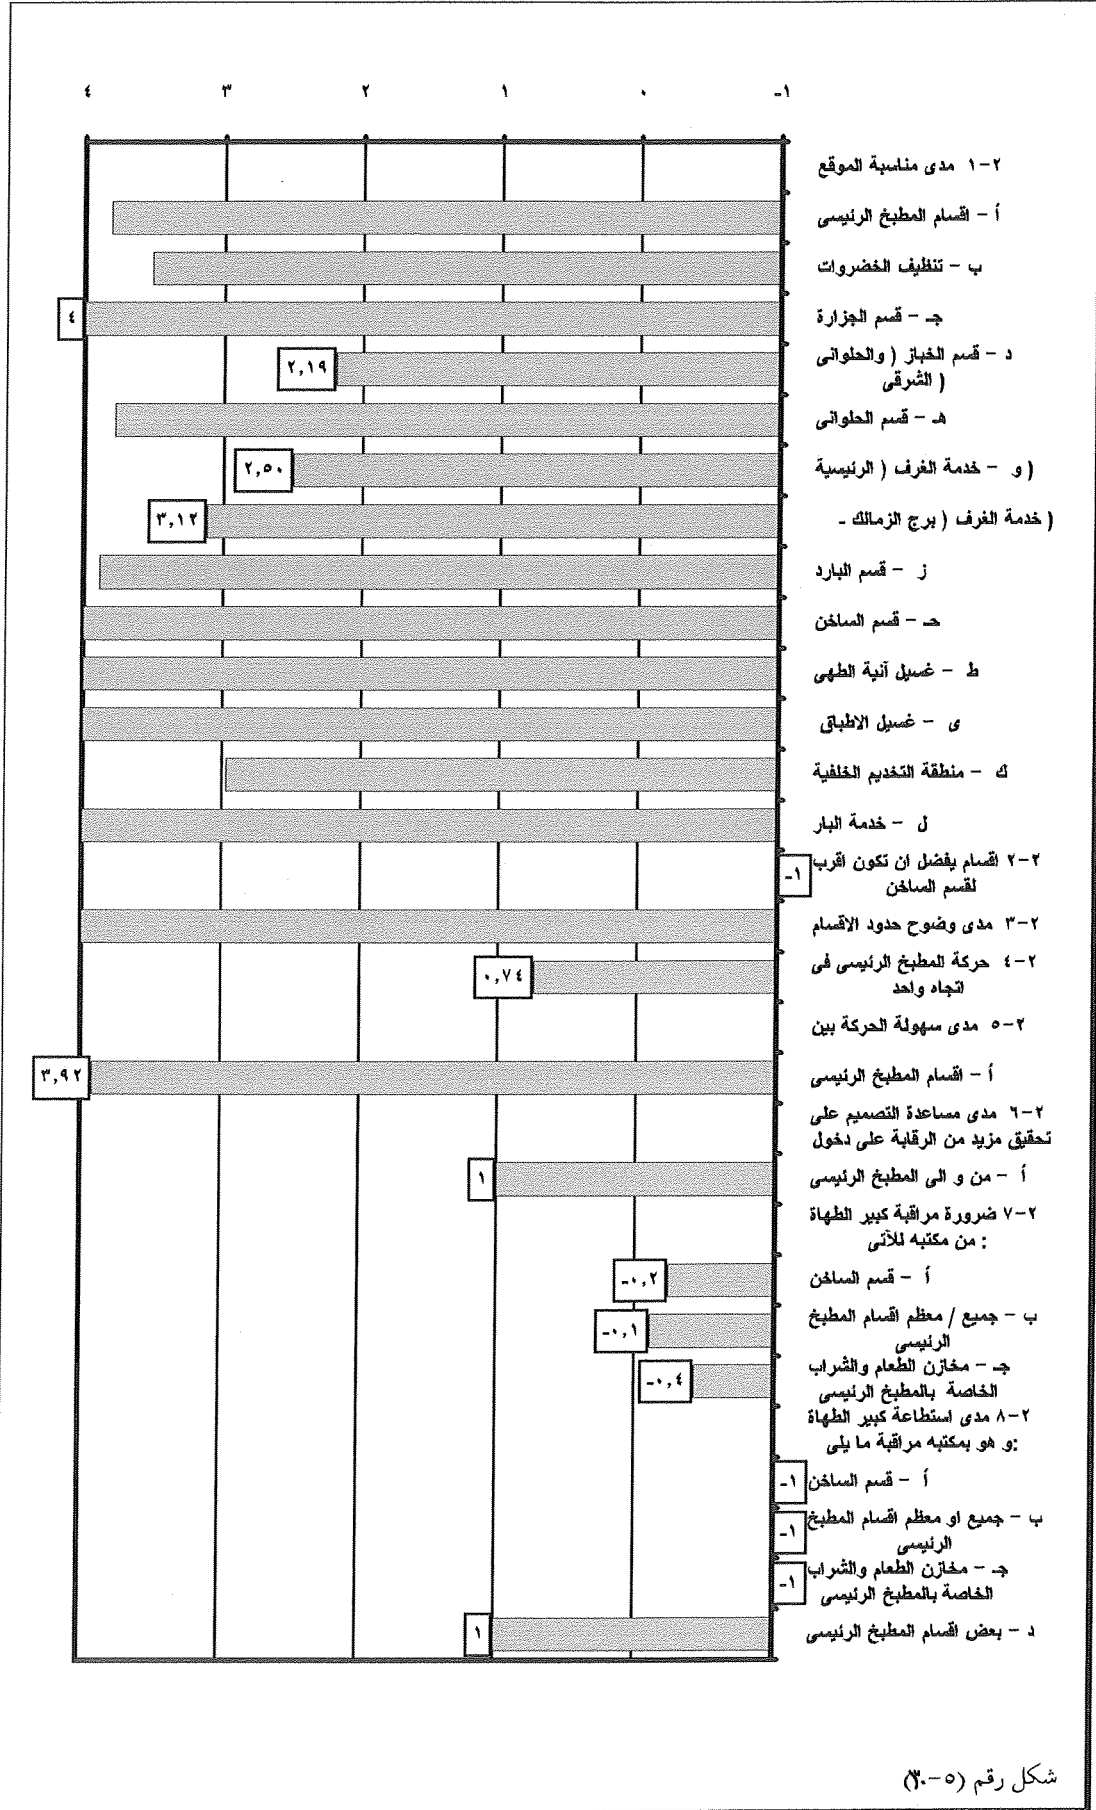 ٤ ٣ ٢ ١ ٠ -١
٢-١ مدى مناسبة الموقع
أ - اقسام المطبخ الرئيسى
ب - تنظيف الخضروات
جـ - قسم الجزارة
٤
د - قسم الخباز ( والحلوانى
( الشرقى
٢,١٩
هـ - قسم الحلوانى
( و - خدمة الغرف ( الرئيسية
٢,٥٠
( خدمة الغرف ( برج الزمالك -
٣,١٢
ز - قسم البارد
حـ - قسم الساخن
ط - غسيل آنية الطهى
ى - غسيل الاطباق
ك - منطقة التخديم الخلفية
ل - خدمة البار
٢-٢ اقسام يفضل ان تكون اقرب
لقسم الساخن
-١
٢-٣ مدى وضوح حدود الاقسام
٢-٤ حركة المطبخ الرئيسى فى
اتجاه واحد
٠,٧٤
٢-٥ مدى سهولة الحركة بين
أ - اقسام المطبخ الرئيسى
٣,٩٢
٢-٦ مدى مساعدة التصميم على
تحقيق مزيد من الرقابة على دخول
أ - من و الى المطبخ الرئيسى
١
٢-٧ ضرورة مراقبة كبير الطهاة
: من مكتبه للآتى
أ - قسم الساخن
-٠,٢
ب - جميع / معظم اقسام المطبخ
الرئيسى
-٠,١
جـ - مخازن الطعام والشراب
الخاصة بالمطبخ الرئيسى
-٠,٤
٢-٨ مدى استطاعة كبير الطهاة
:و هو بمكتبه مراقبة ما يلى
أ - قسم الساخن
-١
ب - جميع او معظم اقسام المطبخ
الرئيسى
-١
جـ - مخازن الطعام والشراب
الخاصة بالمطبخ الرئيسى
-١
د - بعض اقسام المطبخ الرئيسى
١
شكل رقم (٥-٣٠)